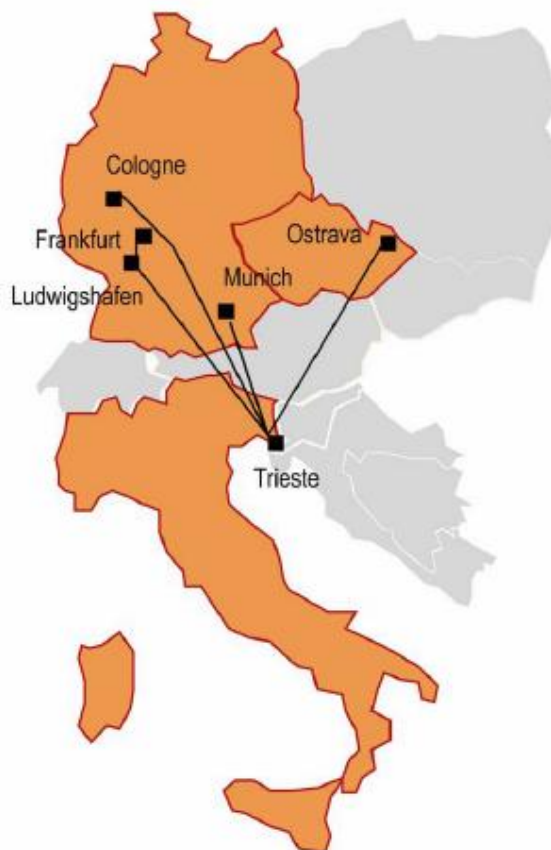 Cologne
Frankfurt
Ostrava
Ludwigshafen
Munich
Trieste